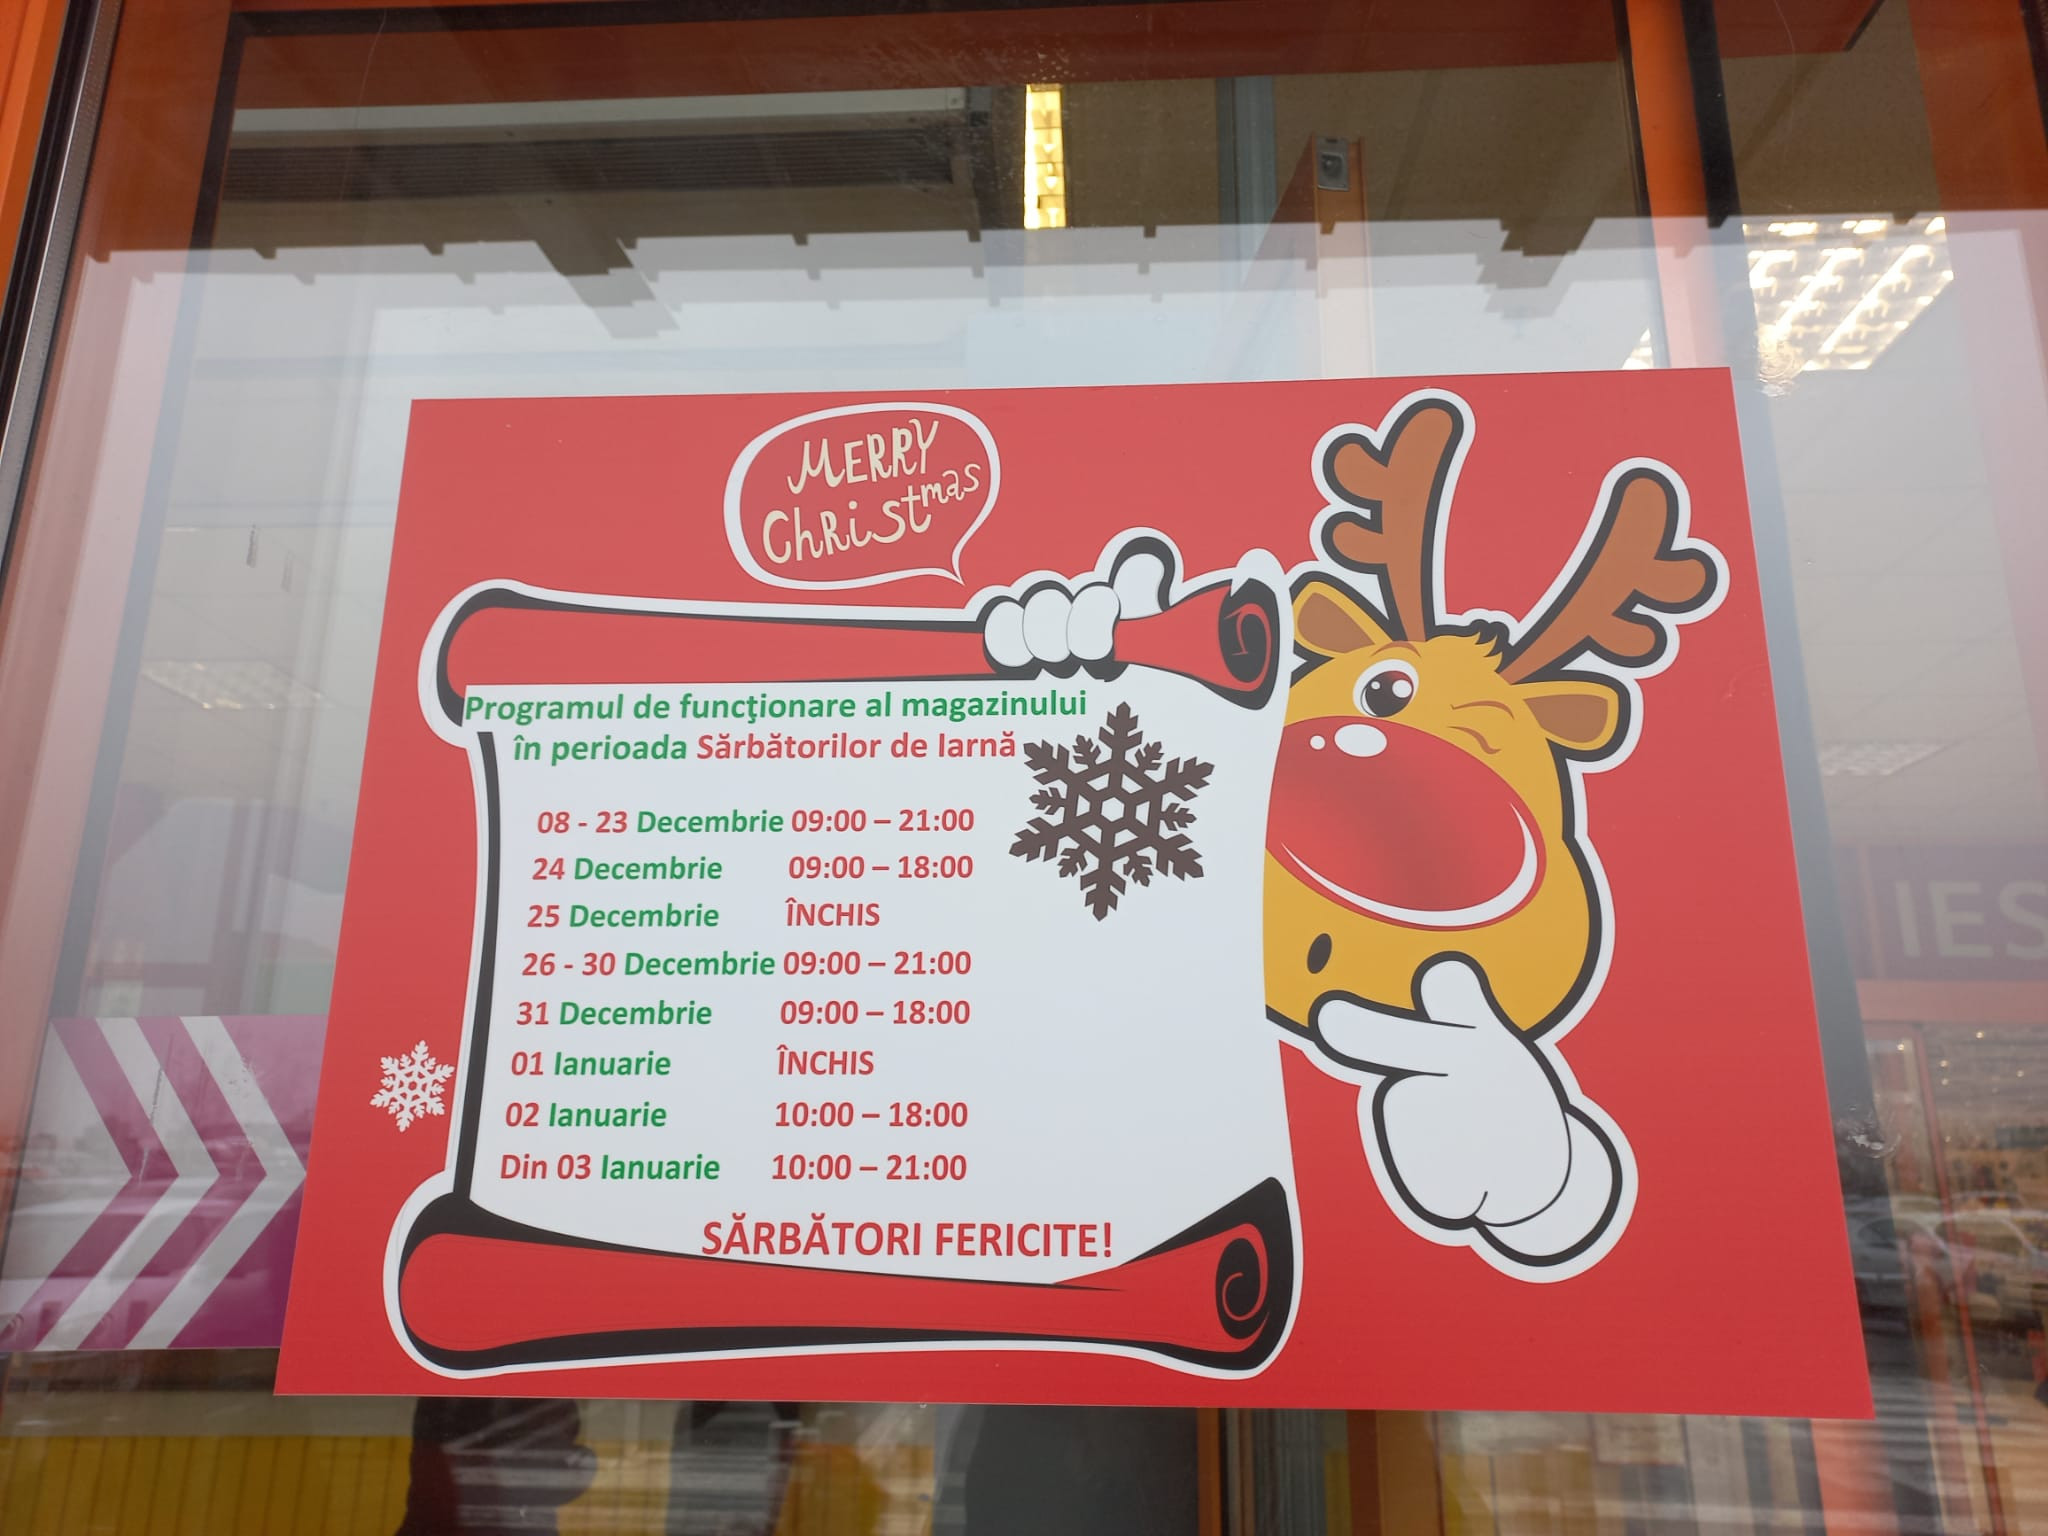 MERRY
ChRistmas
Programul de funcţionare al magazinului
în perioada Sărbătorilor de Iarnă
08 - 23 Decembrie 09:00 – 21:00
24 Decembrie 09:00 – 18:00
25 Decembrie ÎNCHIS
26 - 30 Decembrie 09:00 – 21:00
31 Decembrie 09:00 – 18:00
01 Ianuarie ÎNCHIS
02 Ianuarie 10:00 – 18:00
Din 03 Ianuarie 10:00 – 21:00
SĂRBĂTORI FERICITE!
IES